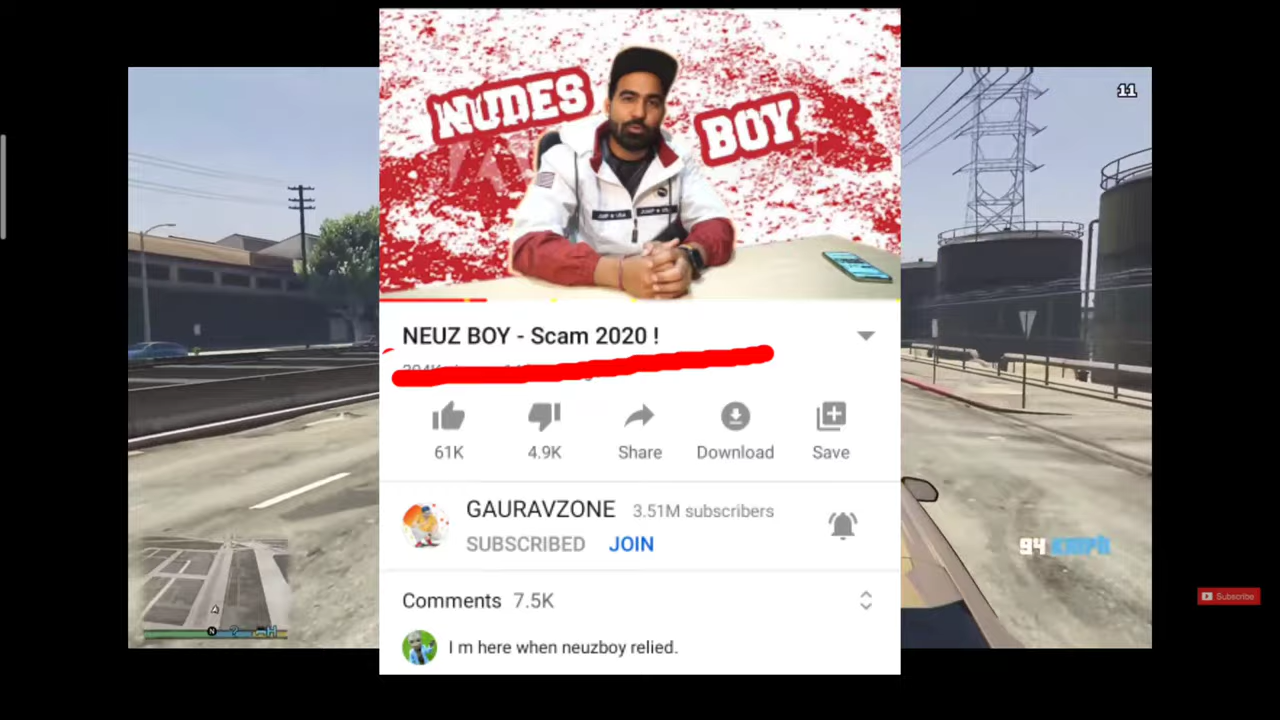 NUDES
BOY
11
NEUZ BOY - Scam 2020 !
61K
4.9K
Share
Download
Save
GAURAVZONE 3.51M subscribers
SUBSCRIBED JOIN
94 KMPH
Comments 7.5K
Subscribe
I m here when neuzboy relied.
N